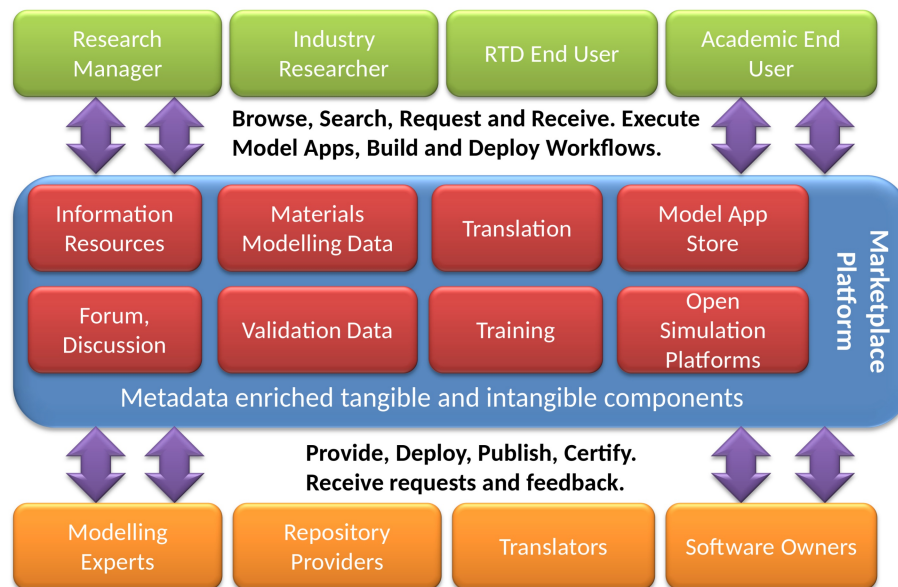 Research
Manager
Industry
Researcher
RTD End User
Academic End
User
Browse, Search, Request and Receive. Execute
Model Apps, Build and Deploy Workflows.
Information
Resources
Materials
Modelling Data
Translation
Model App
Store
Marketplace
Platform
Forum,
Discussion
Validation Data
Training
Open
Simulation
Platforms
Metadata enriched tangible and intangible components
Provide, Deploy, Publish, Certify.
Receive requests and feedback.
Modelling
Experts
Repository
Providers
Translators
Software Owners